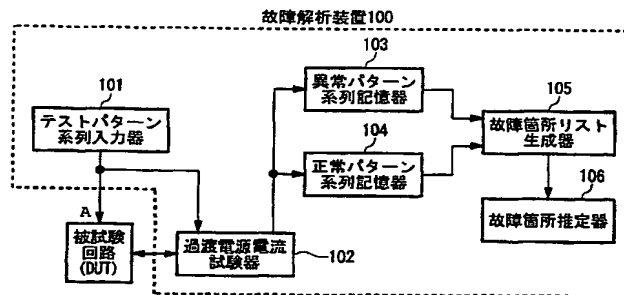 故障解析装置100
101
テストパターン
系列入力器
103
異常パターン
系列記憶器
104
正常パターン
系列記憶器
105
故障箇所リスト
生成器
106
故障箇所推定器
A
被試験
回路
(DUT)
過渡電源電流
試験器
102